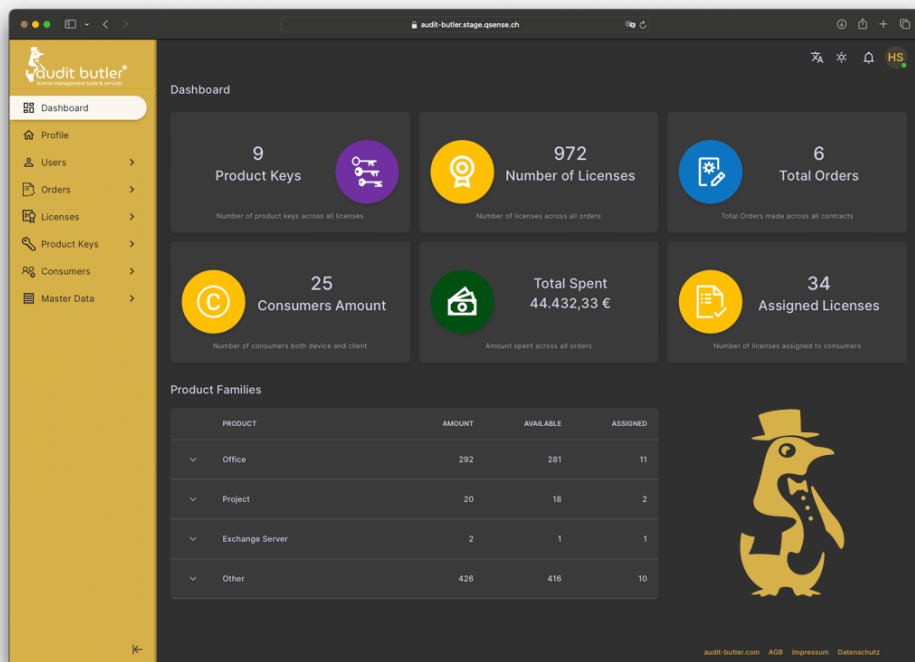 audit-butler.stage.qsense.ch
audit butler®
license management tools & services
HS
Dashboard
Profile
Users
Orders
Licenses
Product Keys
Consumers
Master Data
Dashboard
9
Product Keys
Number of product keys across all licenses
972
Number of Licenses
Number of licenses across all orders
6
Total Orders
Total Orders made across all contracts
25
Consumers Amount
Number of consumers both device and client
Total Spent
44.432,33 €
Amount spent across all orders
34
Assigned Licenses
Number of licenses assigned to consumers
Product Families
PRODUCT AMOUNT AVAILABLE ASSIGNED
Office 292 281 11
Project 20 18 2
Exchange Server 2 1 1
Other 426 416 10
audit-butler.com AGB Impressum Datenschutz